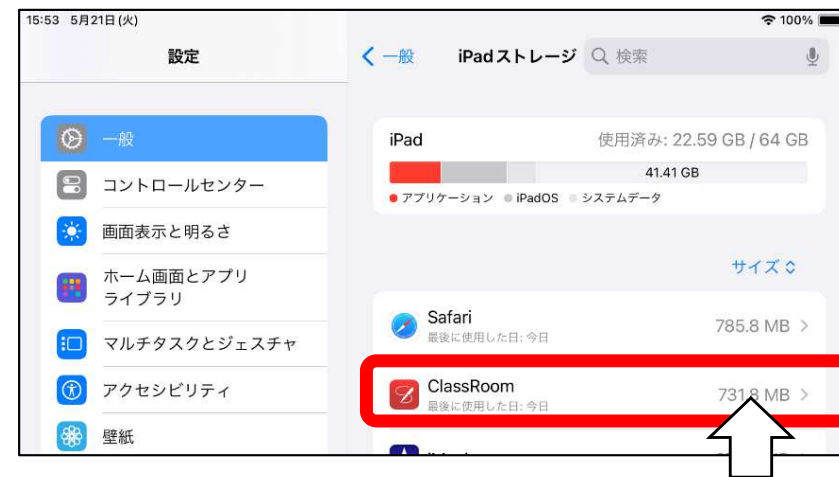 15:53 5月21日(火)
100%
設定
一般
iPadストレージ
検索
一般
コントロールセンター
画面表示と明るさ
ホーム画面とアプリ
ライブラリ
マルチタスクとジェスチャ
アクセシビリティ
壁紙
iPad
使用済み: 22.59 GB / 64 GB
41.41 GB
アプリケーション
iPadOS
システムデータ
サイズ
Safari
最後に使用した日: 今日
785.8 MB
ClassRoom
最後に使用した日: 今日
731.8 MB